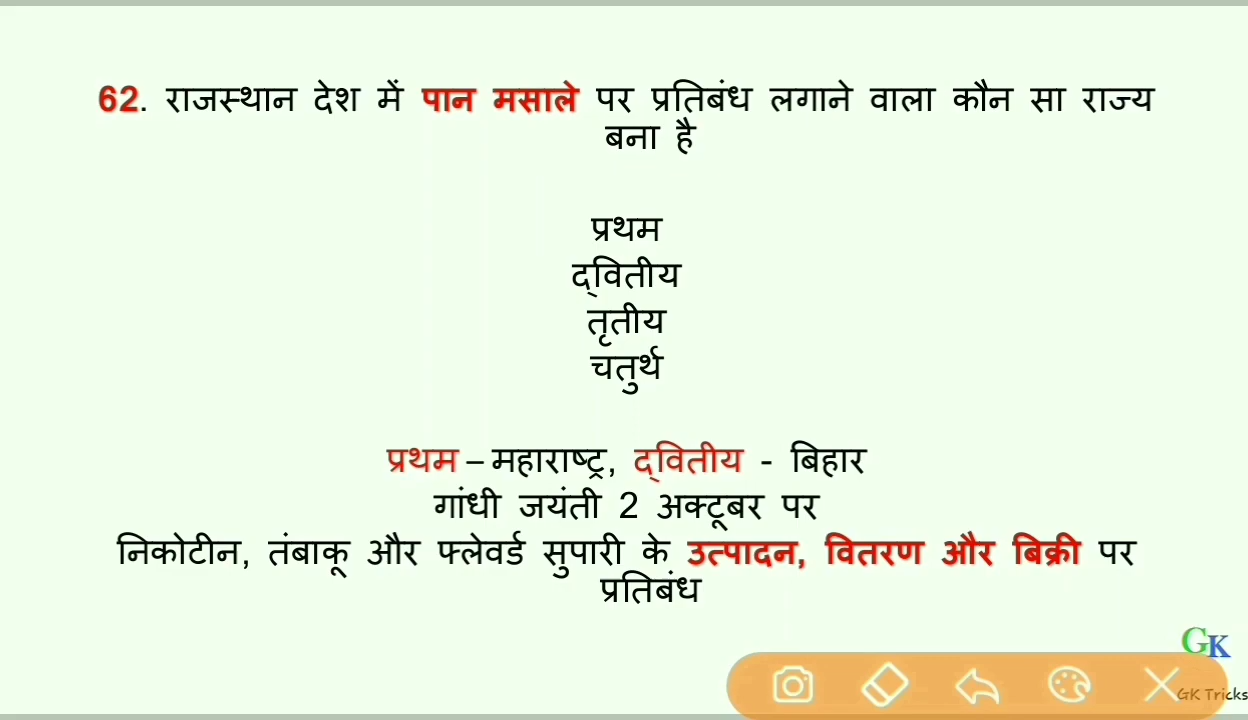 62. राजस्थान देश में पान मसाले पर प्रतिबंध लगाने वाला कौन सा राज्य
बना है
प्रथम
द्वितीय
तृतीय
चतुर्थ
प्रथम – महाराष्ट्र, द्वितीय - बिहार
गांधी जयंती 2 अक्टूबर पर
निकोटीन, तंबाकू और फ्लेवर्ड सुपारी के उत्पादन, वितरण और बिक्री पर
प्रतिबंध
GK
GK Tricks